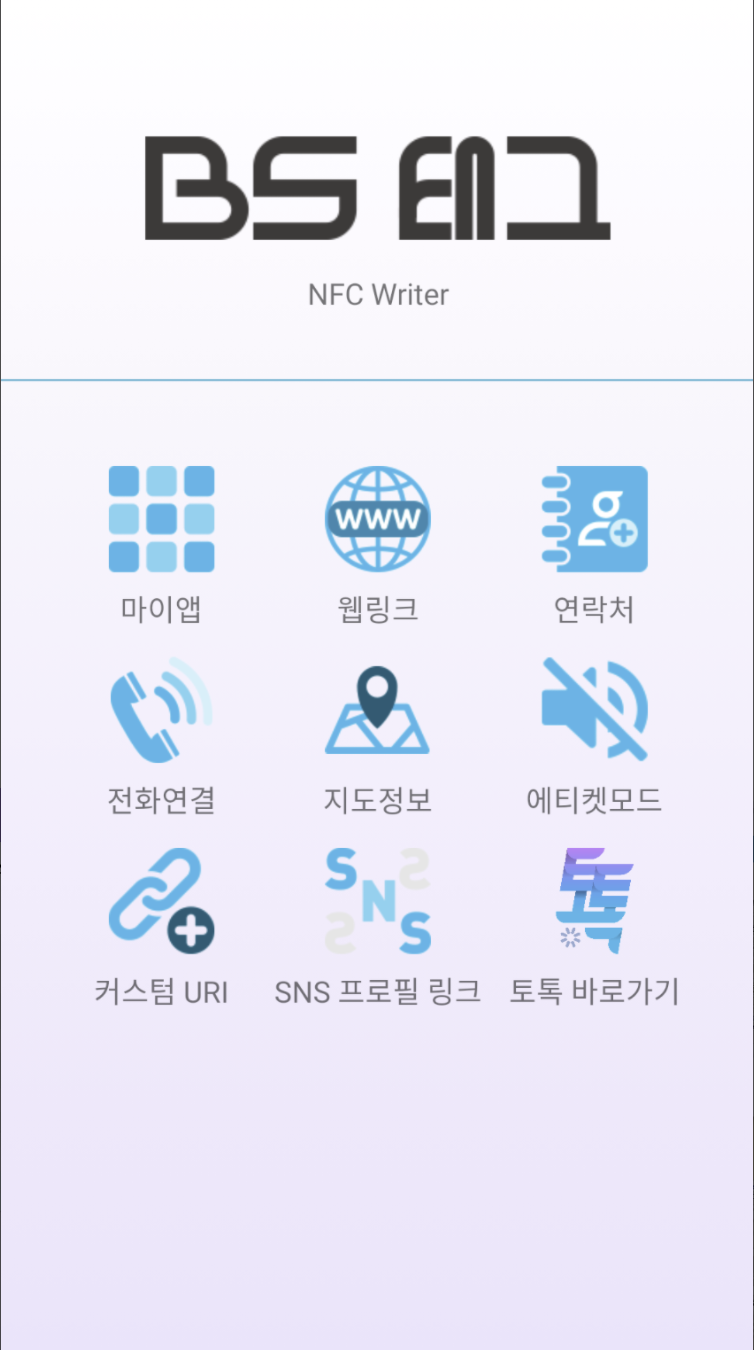 BS 태그
NFC Writer
WWW
마이앱
웹링크
연락처
전화연결
지도정보
에티켓모드
SNS
토톡
커스텀 URI
SNS 프로필 링크
토톡 바로가기